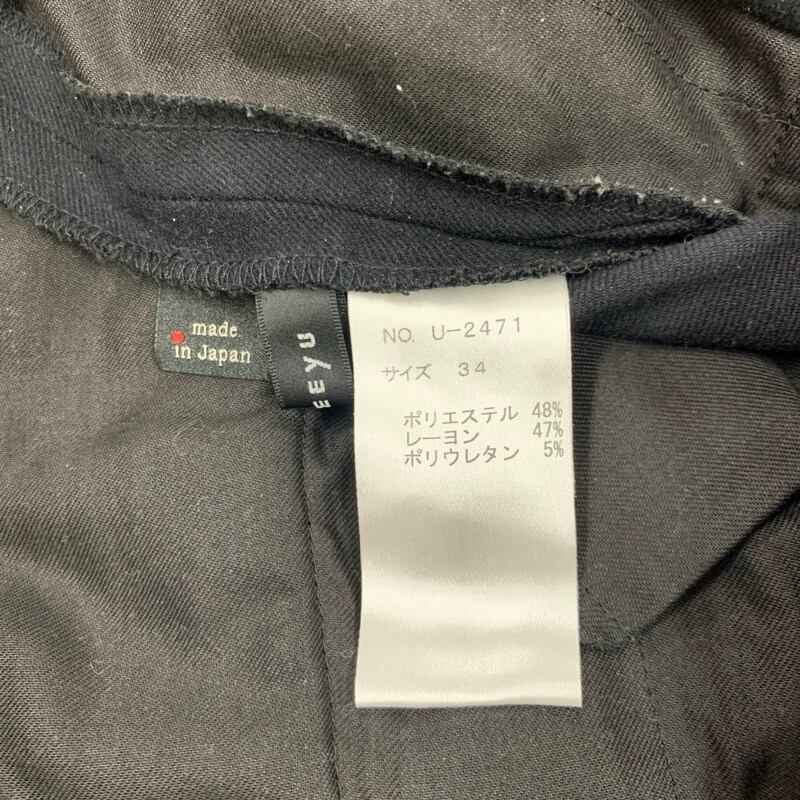 made
in Japan
eeyu
NO. U-2471
サイズ 34
ポリエステル 48%
レーヨン 47%
ポリウレタン 5%